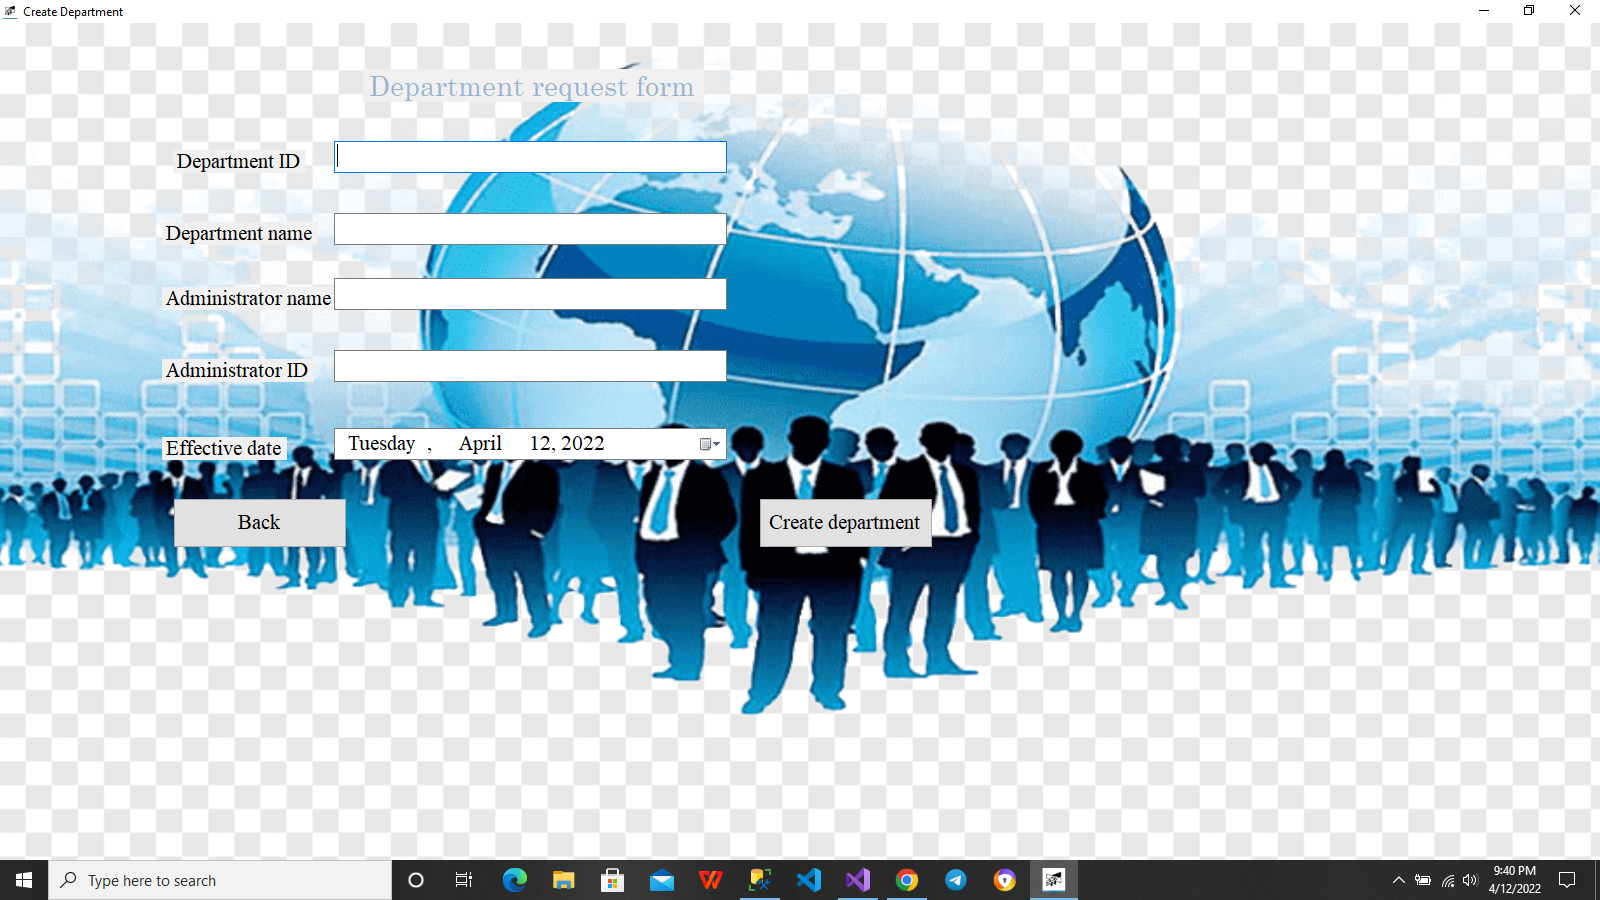 Create Department
Department request form
Department ID
Department name
Administrator name
Administrator ID
Effective date
Tuesday , April 12, 2022
Back
Create department
Type here to search
9:40 PM
4/12/2022